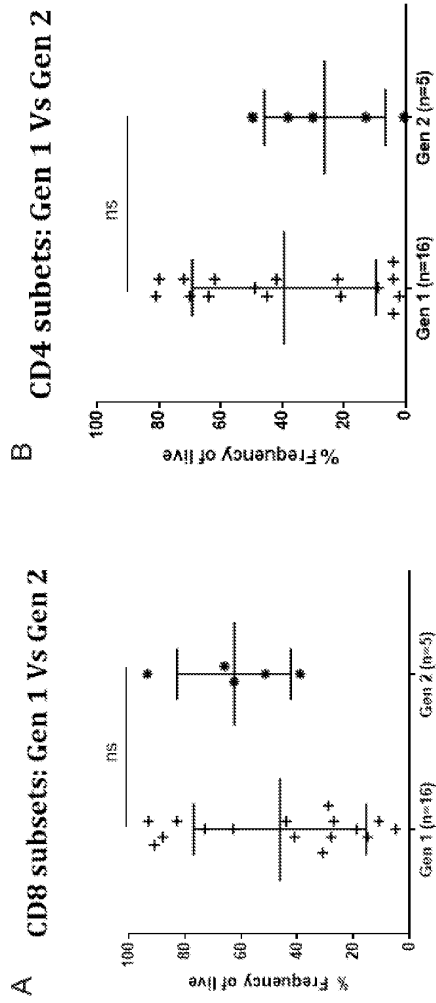 A
CD8 subsets: Gen 1 Vs Gen 2
ns
% Frequency of live
100
80
60
40
20
0
Gen 1 (n=16)
Gen 2 (n=5)
B
CD4 subets: Gen 1 Vs Gen 2
ns
% Frequency of live
100
80
60
40
20
0
Gen 1 (n=16)
Gen 2 (n=5)